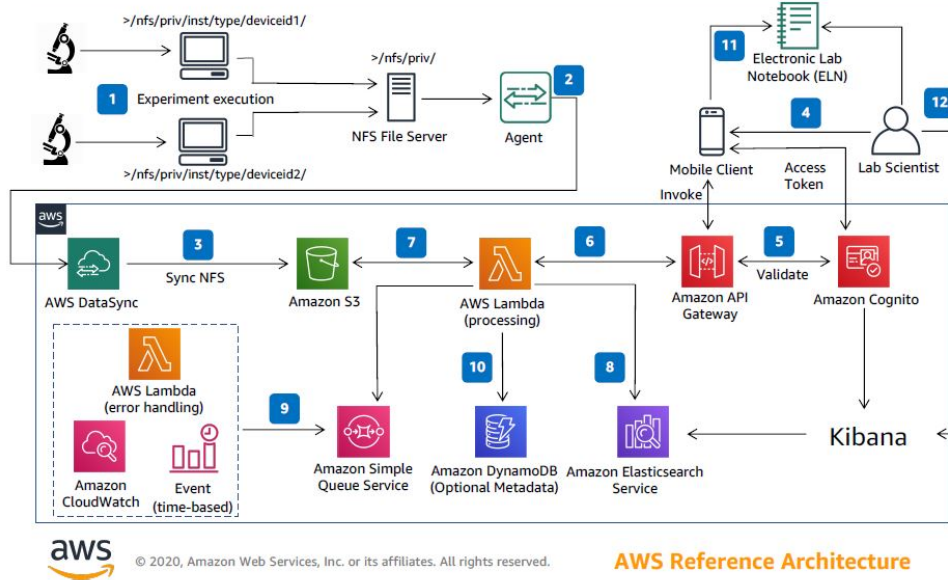 >/nfs/priv/inst/type/deviceid1/
1
Experiment execution
>/nfs/priv/inst/type/deviceid2/
>/nfs/priv/
NFS File Server
2
Agent
11
Electronic Lab
Notebook (ELN)
4
12
Mobile Client
Access
Token
Lab Scientist
Invoke
aws
AWS DataSync
3
Sync NFS
Amazon S3
7
AWS Lambda
(processing)
6
Amazon API
Gateway
5
Validate
Amazon Cognito
AWS Lambda
(error handling)
Amazon
CloudWatch
Event
(time-based)
9
Amazon Simple
Queue Service
10
Amazon DynamoDB
(Optional Metadata)
8
Amazon Elasticsearch
Service
Kibana
aws
© 2020, Amazon Web Services, Inc. or its affiliates. All rights reserved.
AWS Reference Architecture